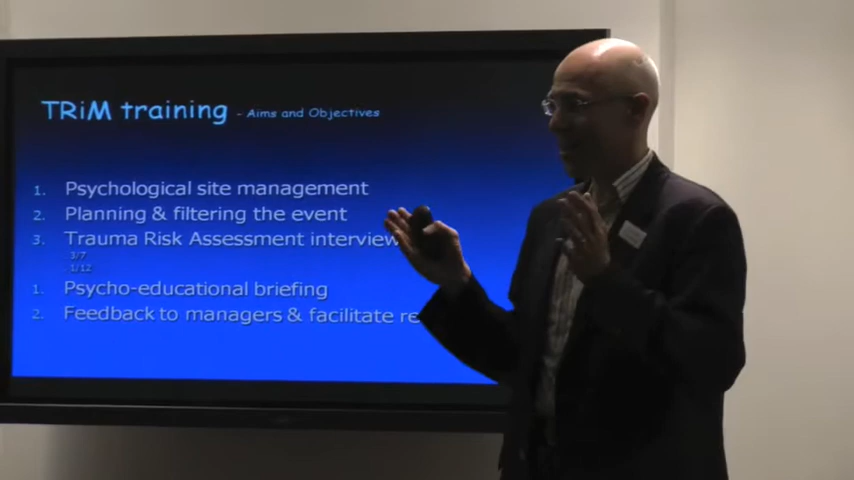 TRiM training - Aims and Objectives
1. Psychological site management
2. Planning & filtering the event
3. Trauma Risk Assessment interview
3/7
1/12
1. Psycho-educational briefing
2. Feedback to managers & facilitate